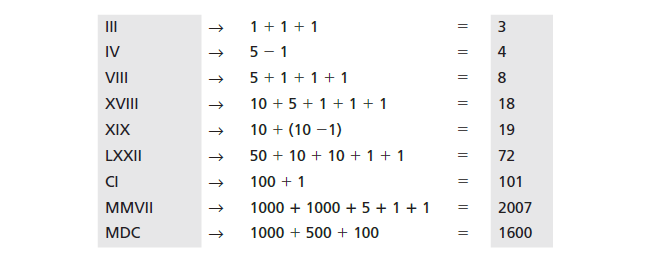 III → 1 + 1 + 1 = 3
IV → 5 − 1 = 4
VIII → 5 + 1 + 1 + 1 = 8
XVIII → 10 + 5 + 1 + 1 + 1 = 18
XIX → 10 + (10 −1) = 19
LXXII → 50 + 10 + 10 + 1 + 1 = 72
CI → 100 + 1 = 101
MMVII → 1000 + 1000 + 5 + 1 + 1 = 2007
MDC → 1000 + 500 + 100 = 1600